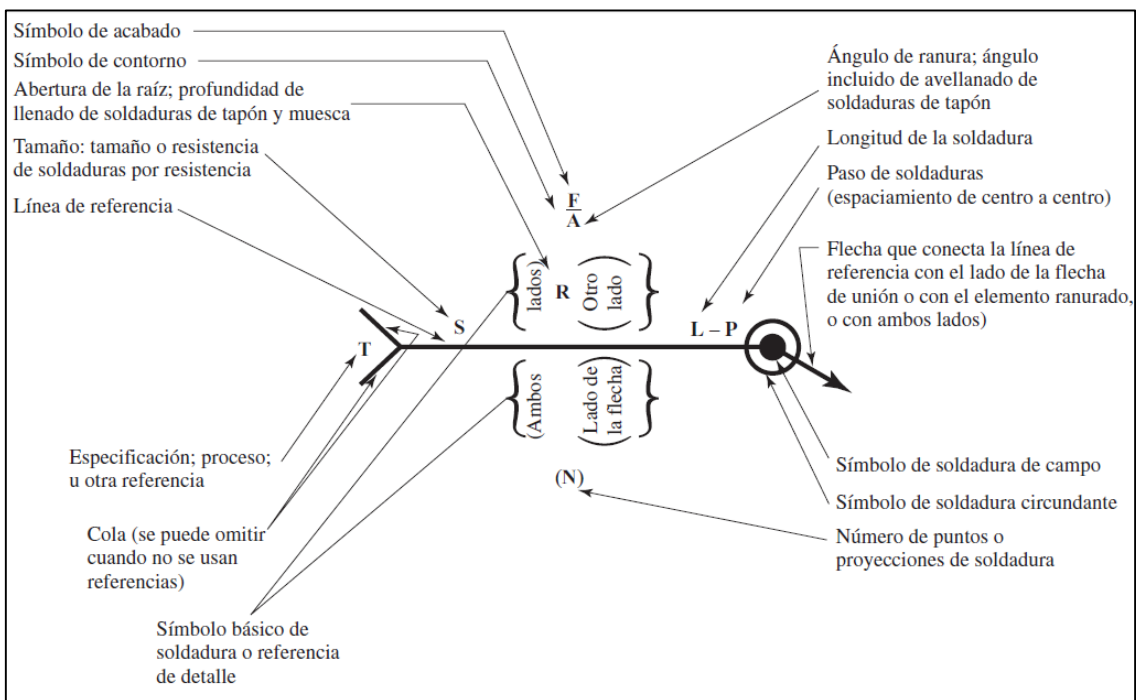 Símbolo de acabado
Símbolo de contorno
Abertura de la raíz; profundidad de
llenado de soldaduras de tapón y muesca
Tamaño: tamaño o resistencia
de soldaduras por resistencia
Línea de referencia
Ángulo de ranura; ángulo
incluido de avellanado de
soldaduras de tapón
Longitud de la soldadura
Paso de soldaduras
(espaciamiento de centro a centro)
Flecha que conecta la línea de
referencia con el lado de la flecha
de unión o con el elemento ranurado,
o con ambos lados)
F
A
lados)
R
Otro
lado
S
L – P
T
(Ambos
Lado de
la flecha
(N)
Especificación; proceso;
u otra referencia
Cola (se puede omitir
cuando no se usan
referencias)
Símbolo básico de
soldadura o referencia
de detalle
Símbolo de soldadura de campo
Símbolo de soldadura circundante
Número de puntos o
proyecciones de soldadura